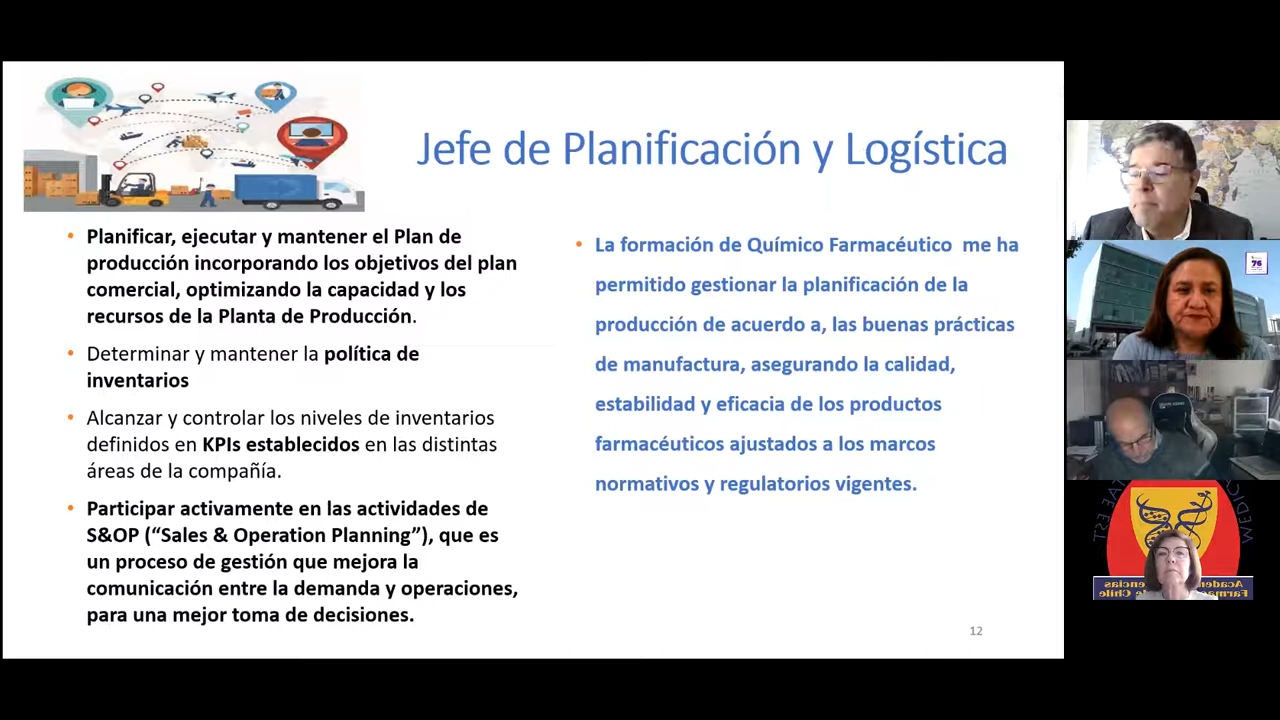 Jefe de Planificación y Logística
• Planificar, ejecutar y mantener el Plan de
producción incorporando los objetivos del plan
comercial, optimizando la capacidad y los
recursos de la Planta de Producción.
• Determinar y mantener la política de
inventarios
• Alcanzar y controlar los niveles de inventarios
definidos en KPIs establecidos en las distintas
áreas de la compañía.
• Participar activamente en las actividades de
S&OP (“Sales & Operation Planning”), que es
un proceso de gestión que mejora la
comunicación entre la demanda y operaciones,
para una mejor toma de decisiones.
• La formación de Químico Farmacéutico me ha
permitido gestionar la planificación de la
producción de acuerdo a, las buenas prácticas
de manufactura, asegurando la calidad,
estabilidad y eficacia de los productos
farmacéuticos ajustados a los marcos
normativos y regulatorios vigentes.
12
76